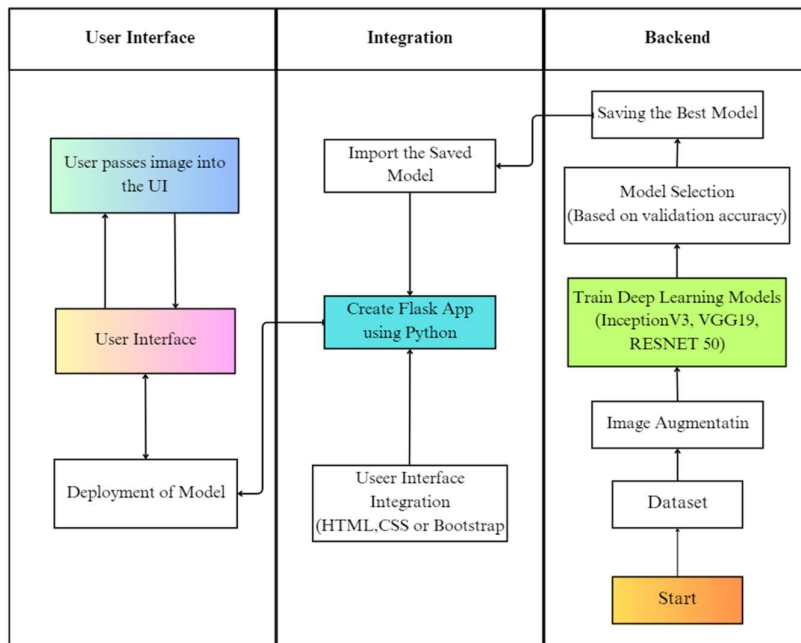 User Interface
Integration
Backend
User passes image into
the UI
User Interface
Deployment of Model
Import the Saved
Model
Create Flask App
using Python
Useer Interface
Integration
(HTML,CSS or Bootstrap
Saving the Best Model
Model Selection
(Based on validation accuracy)
Train Deep Learning Models
(InceptionV3, VGG19,
RESNET 50)
Image Augmentatin
Dataset
Start